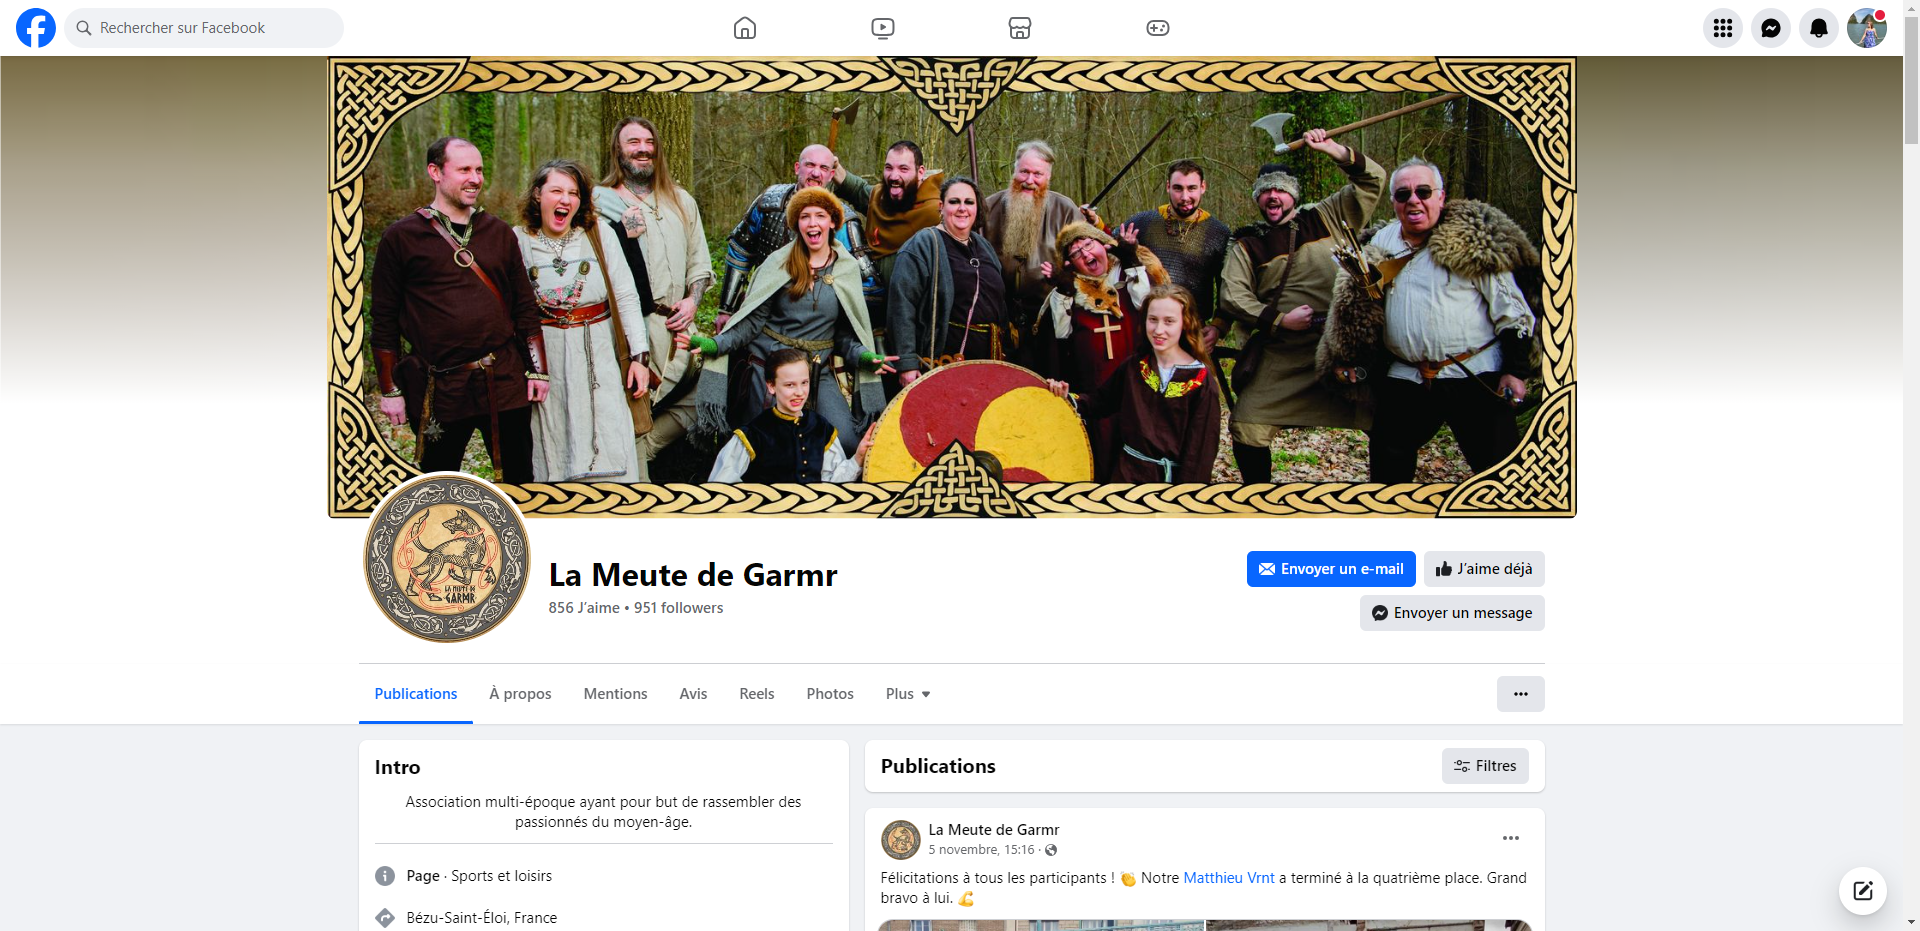 Rechercher sur Facebook
LA MEUTE DE
GARMR
La Meute de Garmr
856 J’aime • 951 followers
Envoyer un e-mail
J’aime déjà
Envoyer un message
Publications
À propos
Mentions
Avis
Reels
Photos
Plus
Intro
Association multi-époque ayant pour but de rassembler des
passionnés du moyen-âge.
Page · Sports et loisirs
Bézu-Saint-Éloi, France
Publications
Filtres
La Meute de Garmr
5 novembre, 15:16 ·
Félicitations à tous les participants ! 👏 Notre Matthieu Vrnt a terminé à la quatrième place. Grand
bravo à lui. 💪